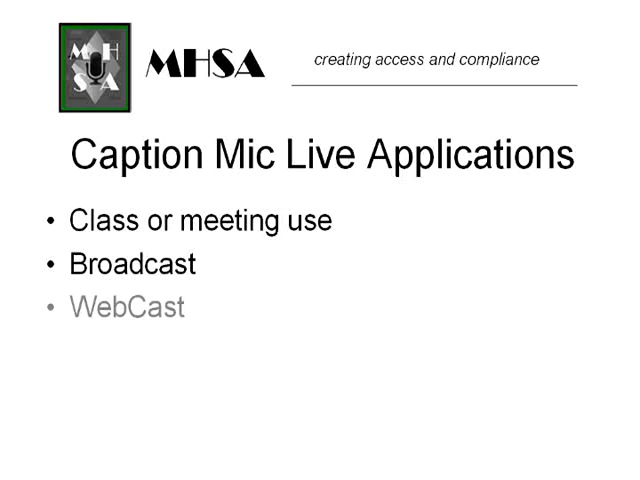 M H
S A
MHSA
creating access and compliance
Caption Mic Live Applications
• Class or meeting use
• Broadcast
• WebCast